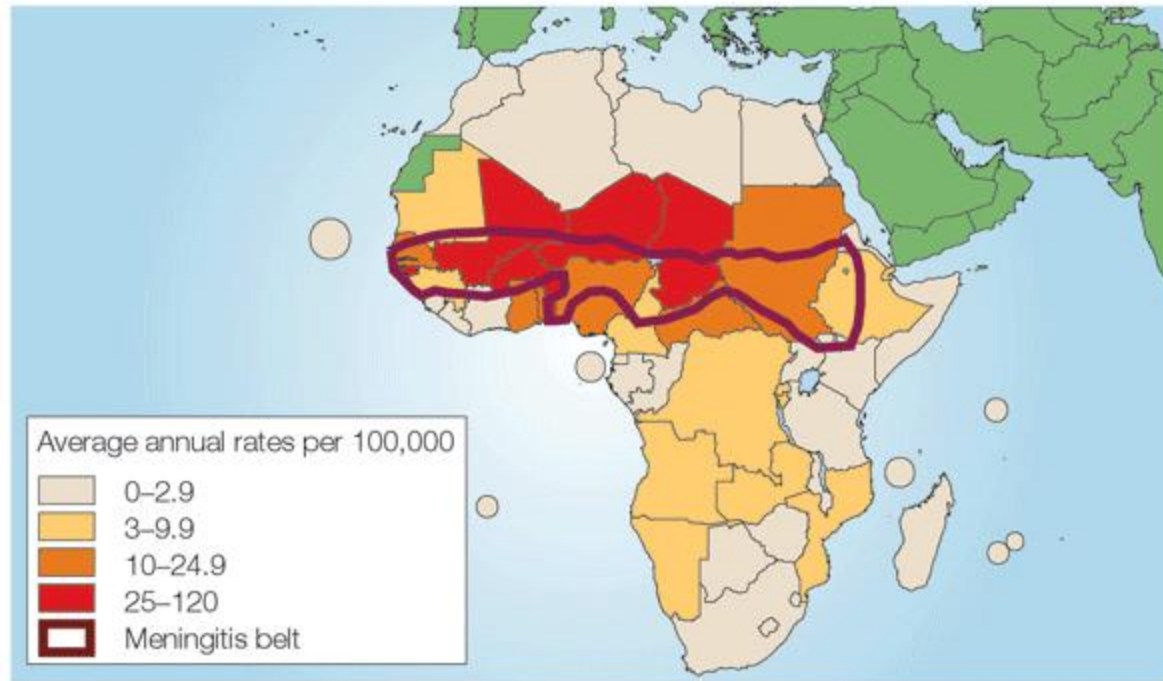 Average annual rates per 100,000
0–2.9
3–9.9
10–24.9
25–120
Meningitis belt